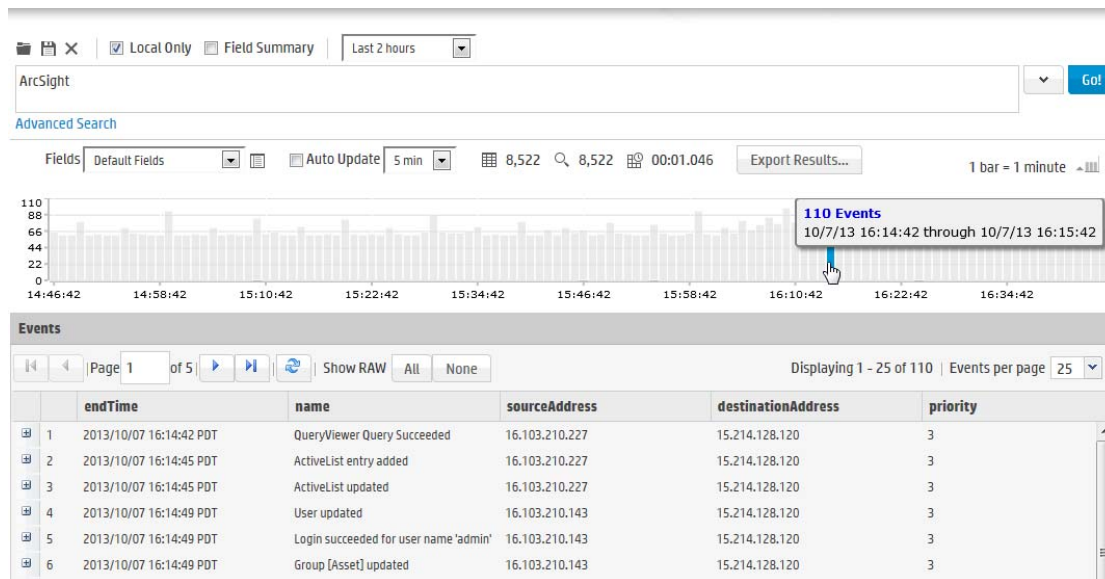 Local Only Field Summary Last 2 hours
ArcSight
Go!
Advanced Search
Fields Default Fields Auto Update 5 min 8,522 8,522 00:01.046 Export Results... 1 bar = 1 minute
110
88
66
44
22
0
110 Events
10/7/13 16:14:42 through 10/7/13 16:15:42
14:46:42 14:58:42 15:10:42 15:22:42 15:34:42 15:46:42 15:58:42 16:10:42 16:22:42 16:34:42
Events
Page 1 of 5 Show RAW All None Displaying 1 - 25 of 110 Events per page 25
endTime name sourceAddress destinationAddress priority
1 2013/10/07 16:14:42 PDT QueryViewer Query Succeeded 16.103.210.227 15.214.128.120 3
2 2013/10/07 16:14:45 PDT ActiveList entry added 16.103.210.227 15.214.128.120 3
3 2013/10/07 16:14:45 PDT ActiveList updated 16.103.210.227 15.214.128.120 3
4 2013/10/07 16:14:49 PDT User updated 16.103.210.143 15.214.128.120 3
5 2013/10/07 16:14:49 PDT Login succeeded for user name 'admin' 16.103.210.143 15.214.128.120 3
6 2013/10/07 16:14:49 PDT Group [Asset] updated 16.103.210.143 15.214.128.120 3